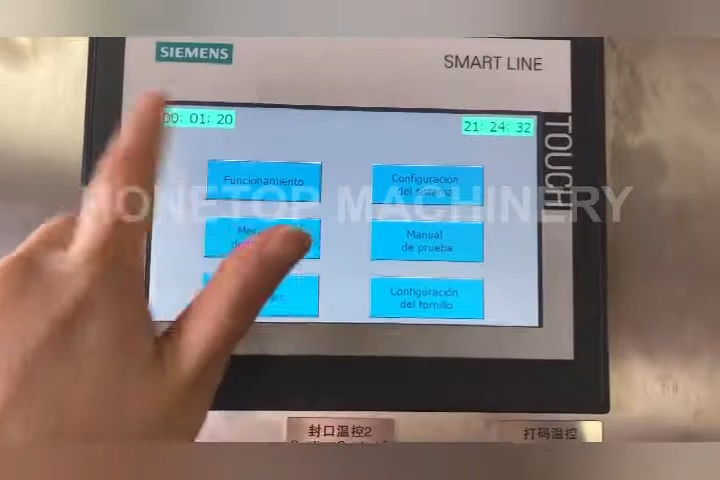 SIEMENS
SMART LINE
TOUCH
00: 01: 20
21: 24: 32
Funcionamiento
Configuración
del sistema
MONETOP MACHINERY
Manual
de prueba
Configuración
del tornillo
封口温控2
打码温控